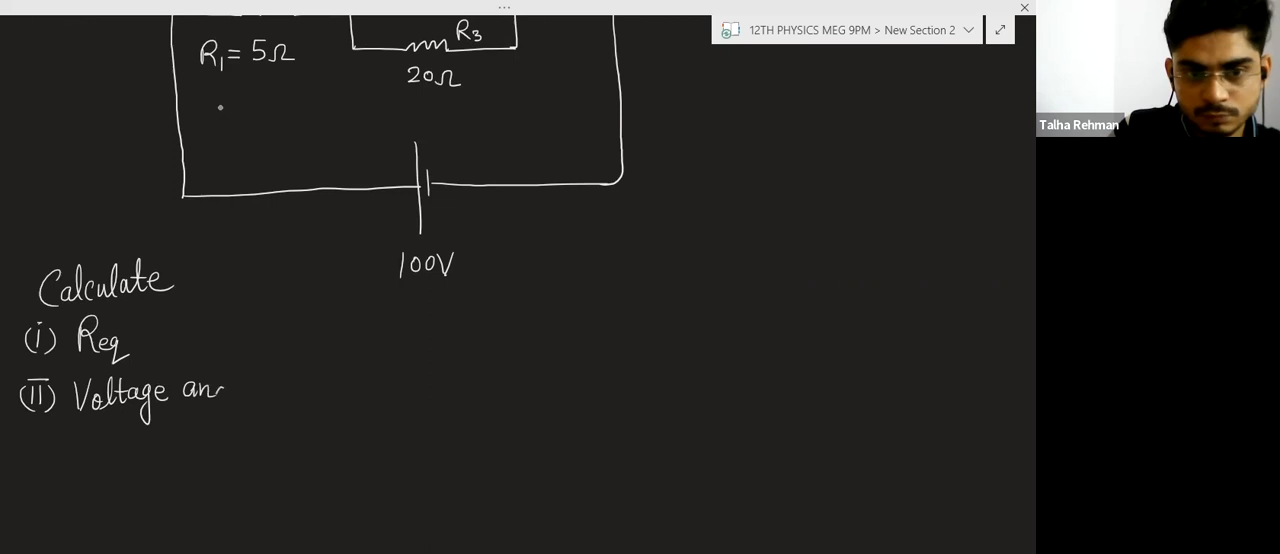 R₃
R₁ = 5Ω
20Ω
100V
Calculate
(i) Req
(II) Voltage an
12TH PHYSICS MEG 9PM > New Section 2
Talha Rehman